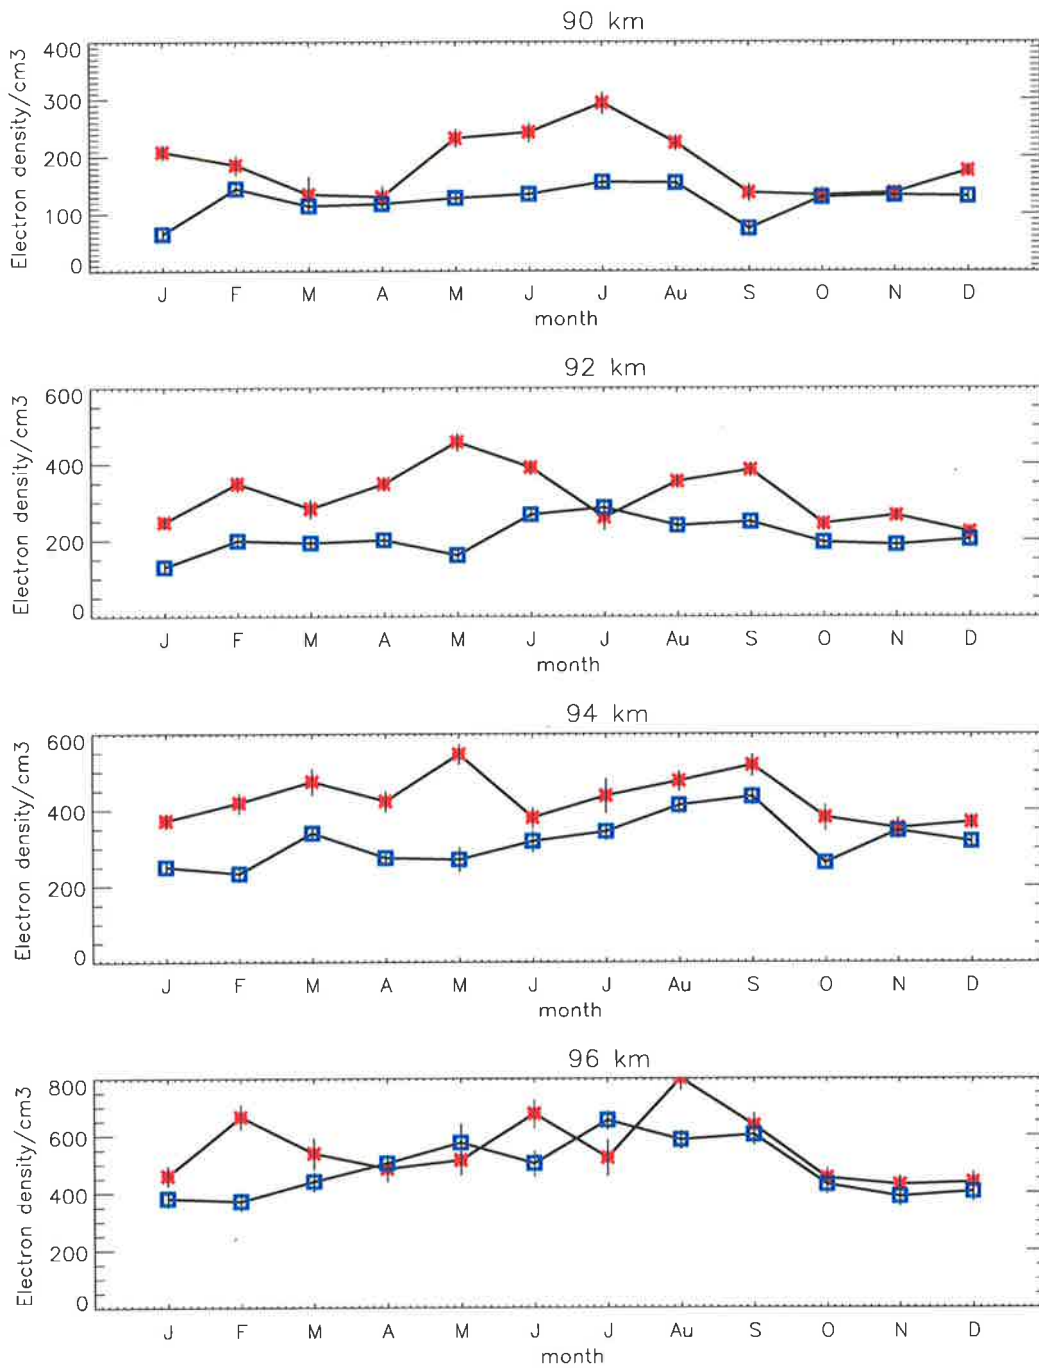 90 km
Electron density/cm3
400
300
200
100
0
J F M A M J J Au S O N D
month
92 km
Electron density/cm3
600
400
200
0
J F M A M J J Au S O N D
month
94 km
Electron density/cm3
600
400
200
0
J F M A M J J Au S O N D
month
96 km
Electron density/cm3
800
600
400
200
0
J F M A M J J Au S O N D
month